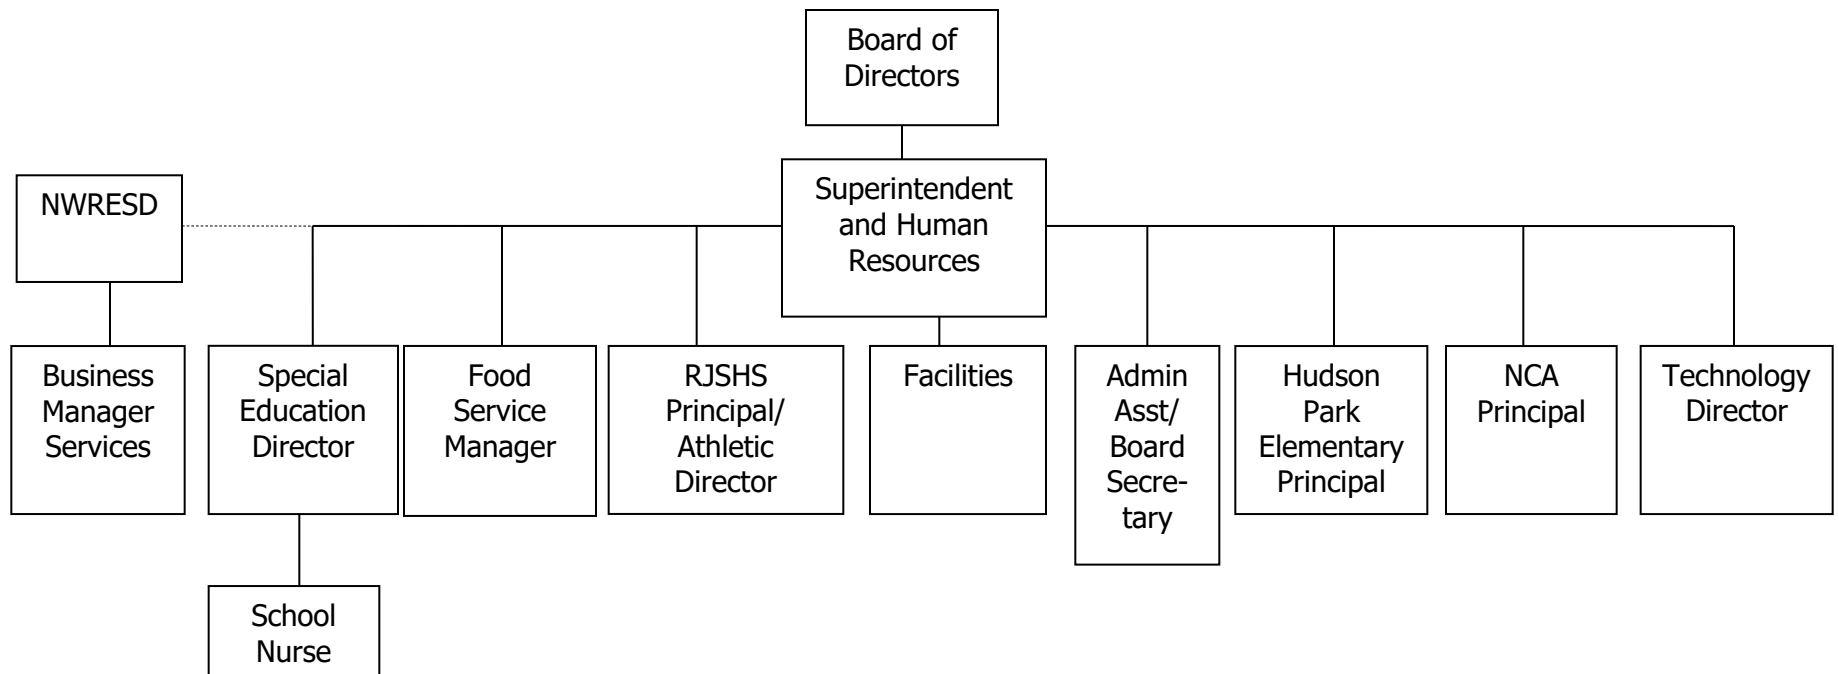 Board of
Directors
Superintendent
and Human
Resources
NWRESD
Business
Manager
Services
Special
Education
Director
Food
Service
Manager
RJSHS
Principal/
Athletic
Director
Facilities
Admin
Asst/
Board
Secre-
tary
Hudson
Park
Elementary
Principal
NCA
Principal
Technology
Director
School
Nurse